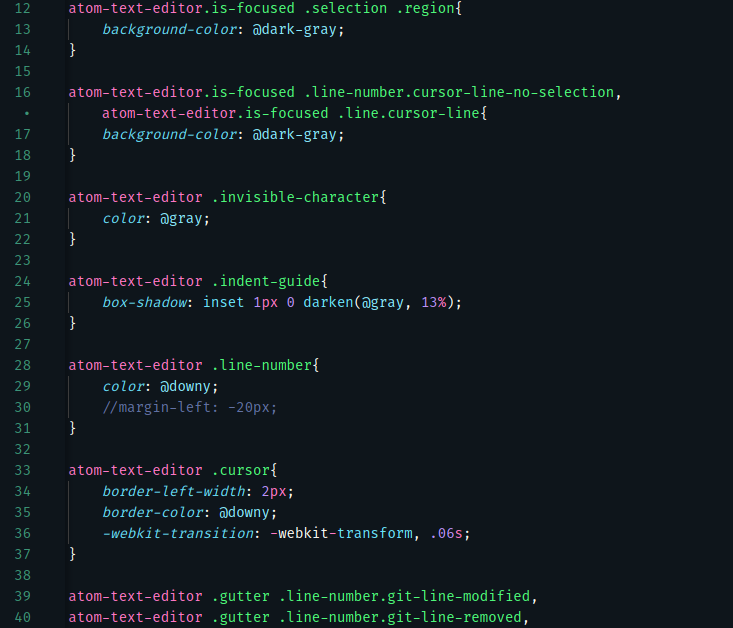 12 atom-text-editor.is-focused .selection .region{
13 background-color: @dark-gray;
14 }
15
16 atom-text-editor.is-focused .line-number.cursor-line-no-selection,
• atom-text-editor.is-focused .line.cursor-line{
17 background-color: @dark-gray;
18 }
19
20 atom-text-editor .invisible-character{
21 color: @gray;
22 }
23
24 atom-text-editor .indent-guide{
25 box-shadow: inset 1px 0 darken(@gray, 13%);
26 }
27
28 atom-text-editor .line-number{
29 color: @downy;
30 //margin-left: -20px;
31 }
32
33 atom-text-editor .cursor{
34 border-left-width: 2px;
35 border-color: @downy;
36 -webkit-transition: -webkit-transform, .06s;
37 }
38
39 atom-text-editor .gutter .line-number.git-line-modified,
40 atom-text-editor .gutter .line-number.git-line-removed,